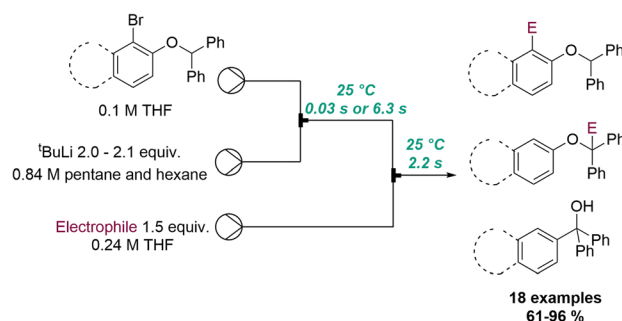 Br
O
Ph
Ph
0.1 M THF
25 °C
0.03 s or 6.3 s
ᵗBuLi 2.0 - 2.1 equiv.
0.84 M pentane and hexane
25 °C
2.2 s
Electrophile 1.5 equiv.
0.24 M THF
E
O
Ph
Ph
O
E
Ph
Ph
OH
Ph
Ph
18 examples
61-96 %